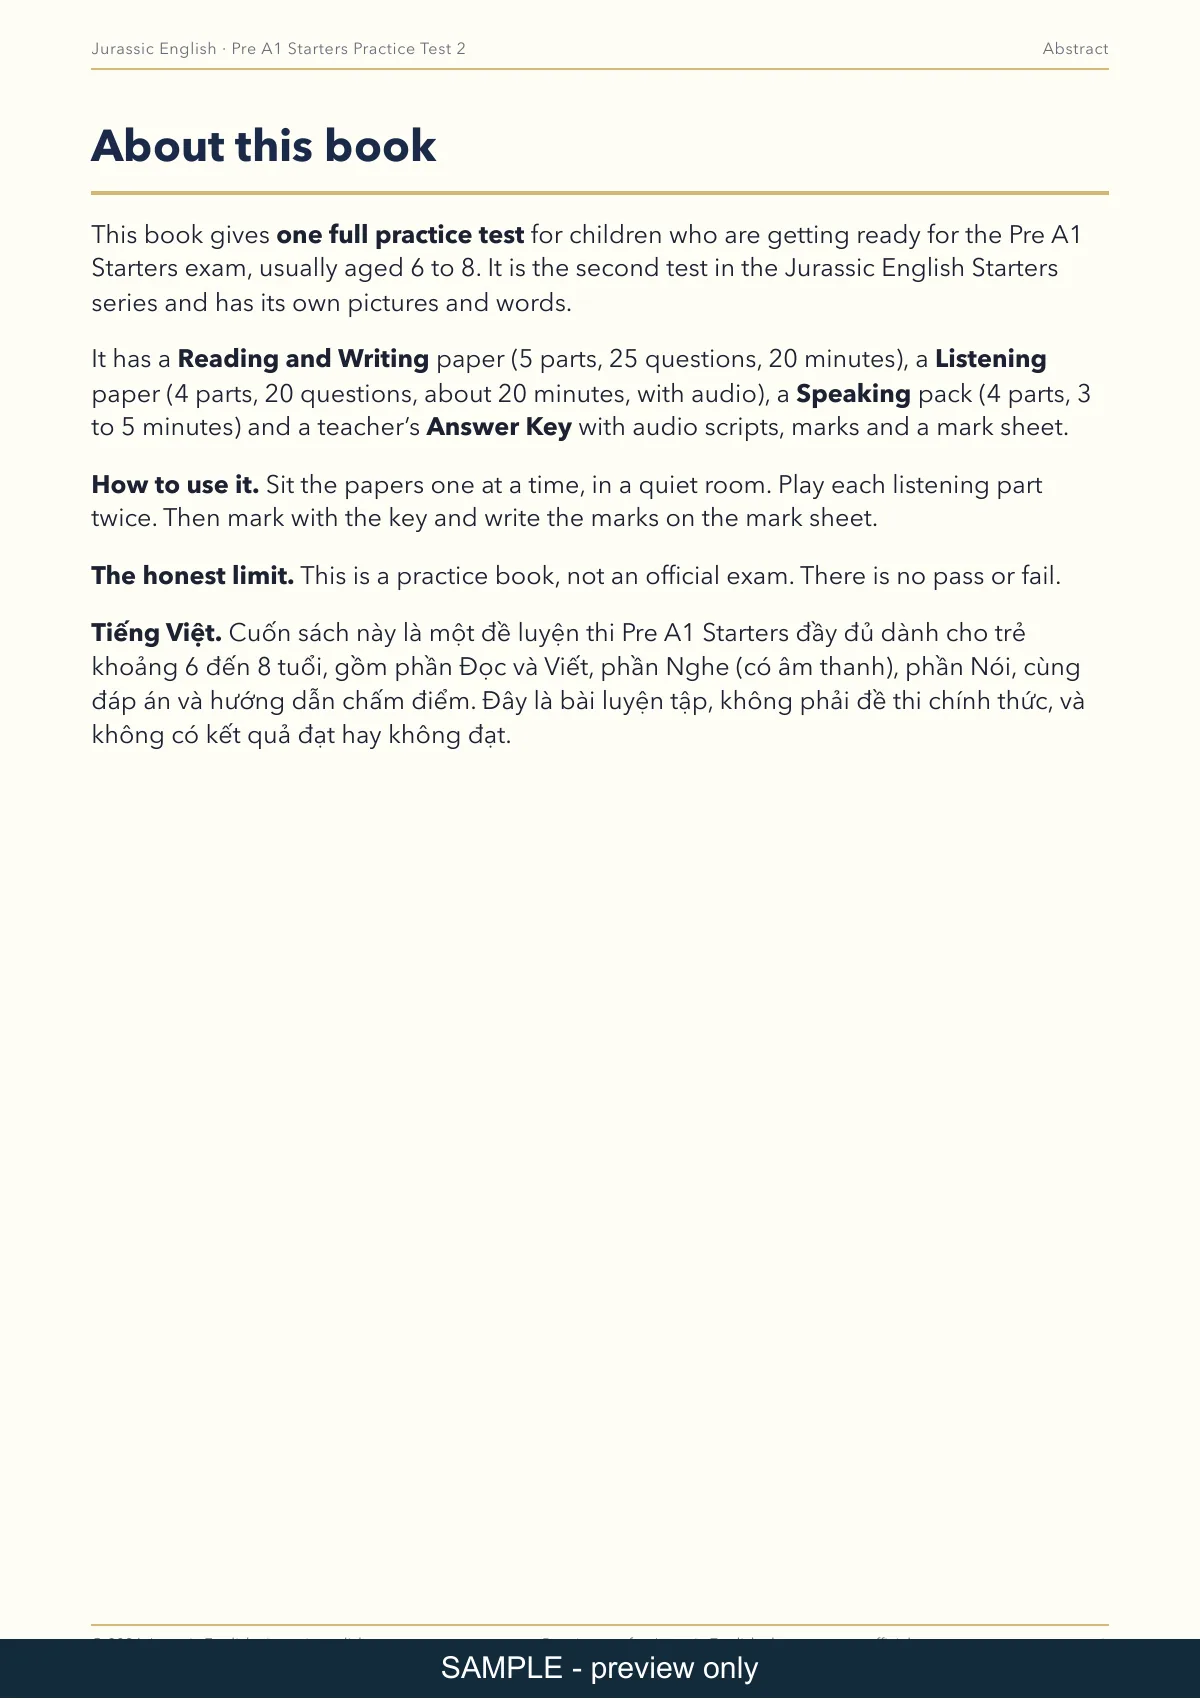 Jurassic English · Pre A1 Starters Practice Test 2
Abstract
About this book
This book gives one full practice test for children who are getting ready for the Pre A1
Starters exam, usually aged 6 to 8. It is the second test in the Jurassic English Starters
series and has its own pictures and words.
It has a Reading and Writing paper (5 parts, 25 questions, 20 minutes), a Listening
paper (4 parts, 20 questions, about 20 minutes, with audio), a Speaking pack (4 parts, 3
to 5 minutes) and a teacher’s Answer Key with audio scripts, marks and a mark sheet.
How to use it. Sit the papers one at a time, in a quiet room. Play each listening part
twice. Then mark with the key and write the marks on the mark sheet.
The honest limit. This is a practice book, not an official exam. There is no pass or fail.
Tiếng Việt. Cuốn sách này là một đề luyện thi Pre A1 Starters đầy đủ dành cho trẻ
khoảng 6 đến 8 tuổi, gồm phần Đọc và Viết, phần Nghe (có âm thanh), phần Nói, cùng
đáp án và hướng dẫn chấm điểm. Đây là bài luyện tập, không phải đề thi chính thức, và
không có kết quả đạt hay không đạt.
SAMPLE - preview only